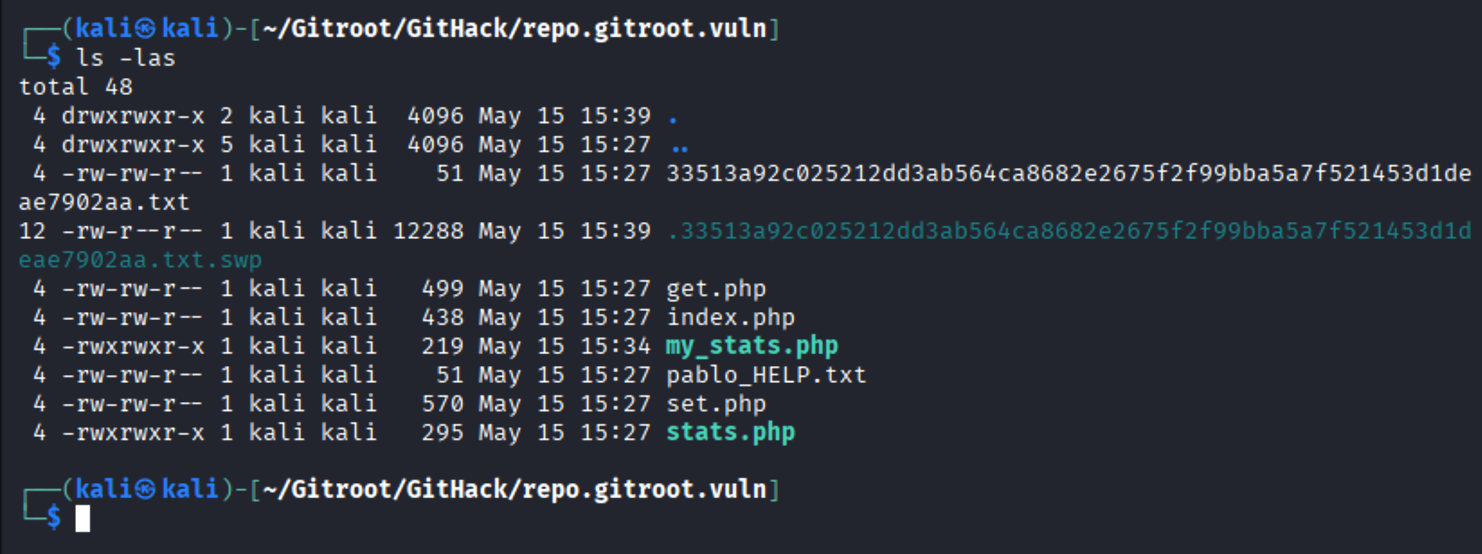 ┌──(kali㉿kali)-[~/Gitroot/GitHack/repo.gitroot.vuln]
└─$ ls -las
total 48
 4 drwxrwxr-x 2 kali kali  4096 May 15 15:39 .
 4 drwxrwxr-x 5 kali kali  4096 May 15 15:27 ..
 4 -rw-rw-r-- 1 kali kali    51 May 15 15:27 33513a92c025212dd3ab564ca8682e2675f2f99bba5a7f521453d1de
ae7902aa.txt
12 -rw-r--r-- 1 kali kali 12288 May 15 15:39 .33513a92c025212dd3ab564ca8682e2675f2f99bba5a7f521453d1d
eae7902aa.txt.swp
 4 -rw-rw-r-- 1 kali kali   499 May 15 15:27 get.php
 4 -rw-rw-r-- 1 kali kali   438 May 15 15:27 index.php
 4 -rwxrwxr-x 1 kali kali   219 May 15 15:34 my_stats.php
 4 -rw-rw-r-- 1 kali kali    51 May 15 15:27 pablo_HELP.txt
 4 -rw-rw-r-- 1 kali kali   570 May 15 15:27 set.php
 4 -rwxrwxr-x 1 kali kali   295 May 15 15:27 stats.php
┌──(kali㉿kali)-[~/Gitroot/GitHack/repo.gitroot.vuln]
└─$